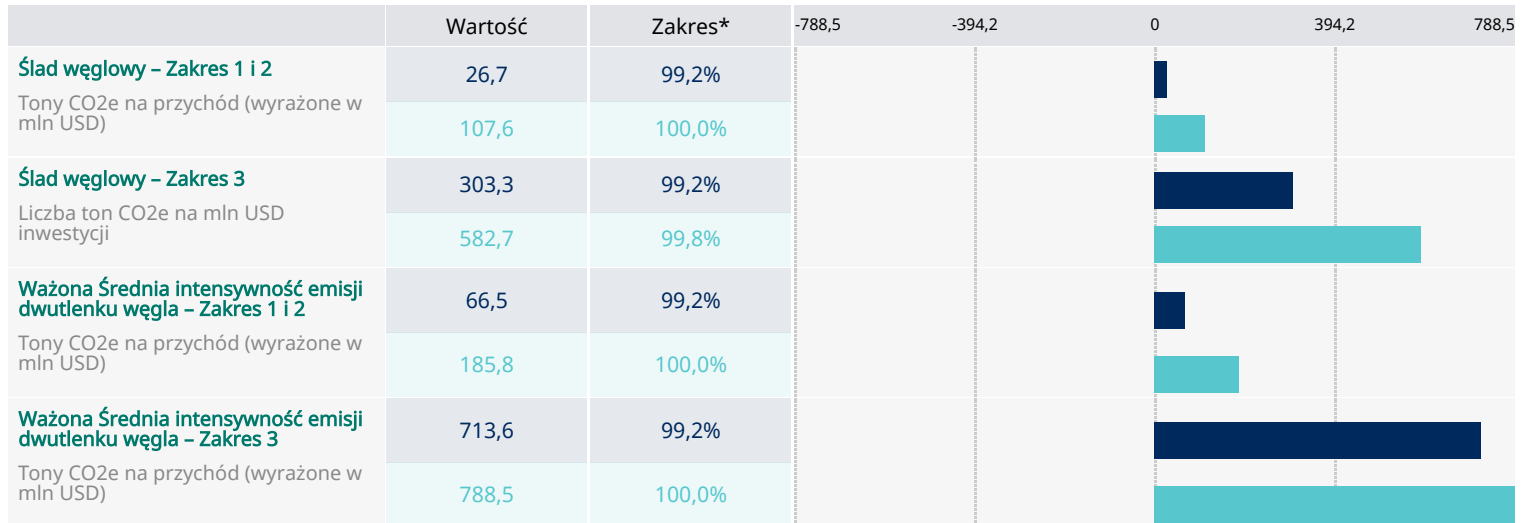 Wartość Zakres* -788,5 -394,2 0 394,2 788,5
Ślad węglowy – Zakres 1 i 2
Tony CO2e na przychód (wyrażone w
mln USD)
26,7 99,2%
107,6 100,0%
Ślad węglowy – Zakres 3
Liczba ton CO2e na mln USD
inwestycji
303,3 99,2%
582,7 99,8%
Ważona Średnia intensywność emisji
dwutlenku węgla – Zakres 1 i 2
Tony CO2e na przychód (wyrażone w
mln USD)
66,5 99,2%
185,8 100,0%
Ważona Średnia intensywność emisji
dwutlenku węgla – Zakres 3
Tony CO2e na przychód (wyrażone w
mln USD)
713,6 99,2%
788,5 100,0%